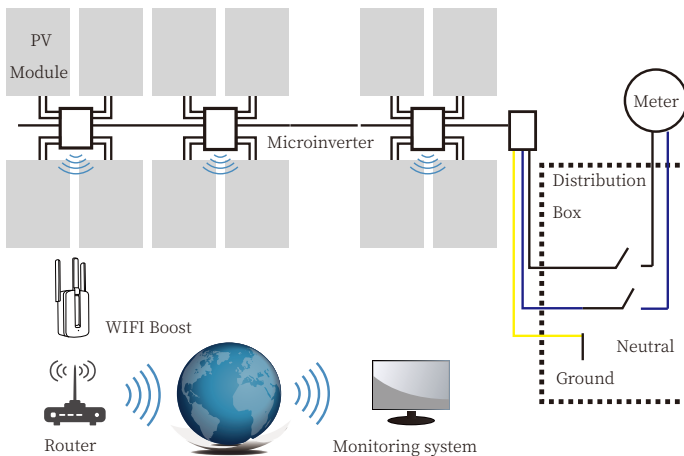 PV
Module
Meter
Microinverter
Distribution
Box
WIFI Boost
Neutral
Ground
Router
Monitoring system